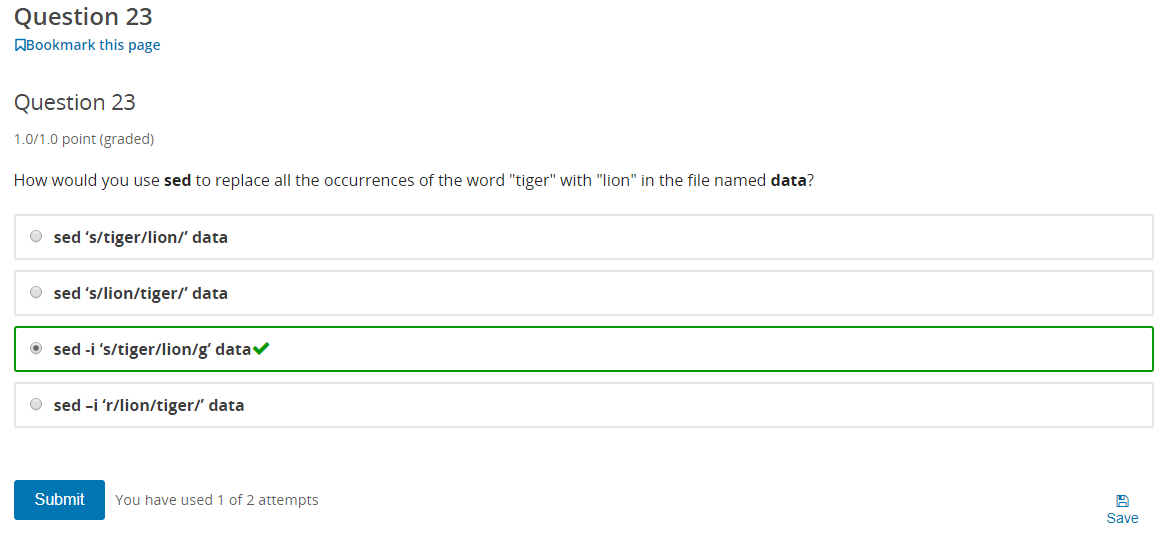 Question 23
Bookmark this page
Question 23
1.0/1.0 point (graded)
How would you use sed to replace all the occurrences of the word "tiger" with "lion" in the file named data?
sed ‘s/tiger/lion/’ data
sed ‘s/lion/tiger/’ data
sed -i ‘s/tiger/lion/g’ data
sed –i ‘r/lion/tiger/’ data
Submit You have used 1 of 2 attempts
Save